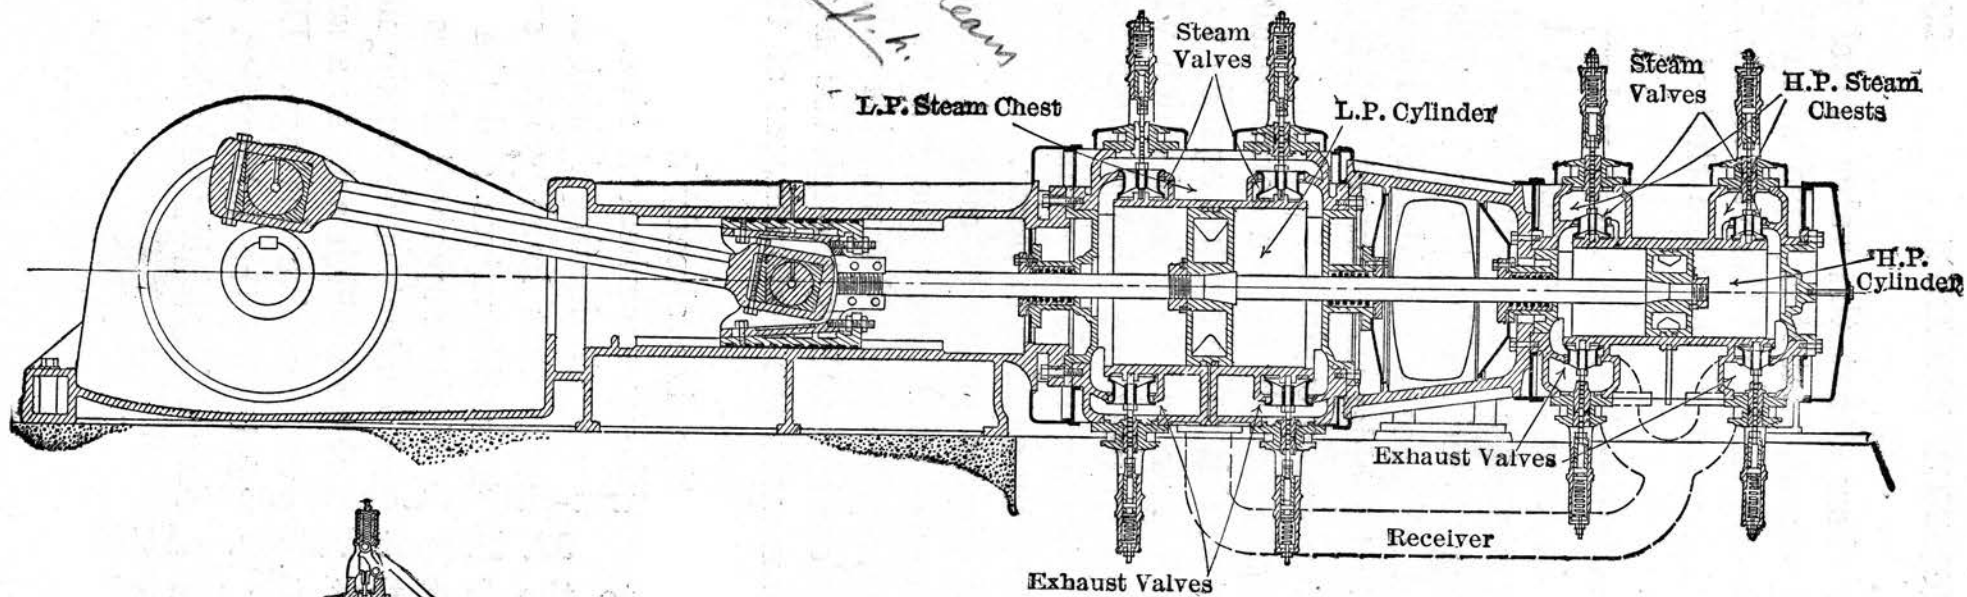 Steam
Valves
L.P. Steam Chest
L.P. Cylinder
Steam
Valves
H.P. Steam
Chests
H.P.
Cylinder
Exhaust Valves
Receiver
Exhaust Valves